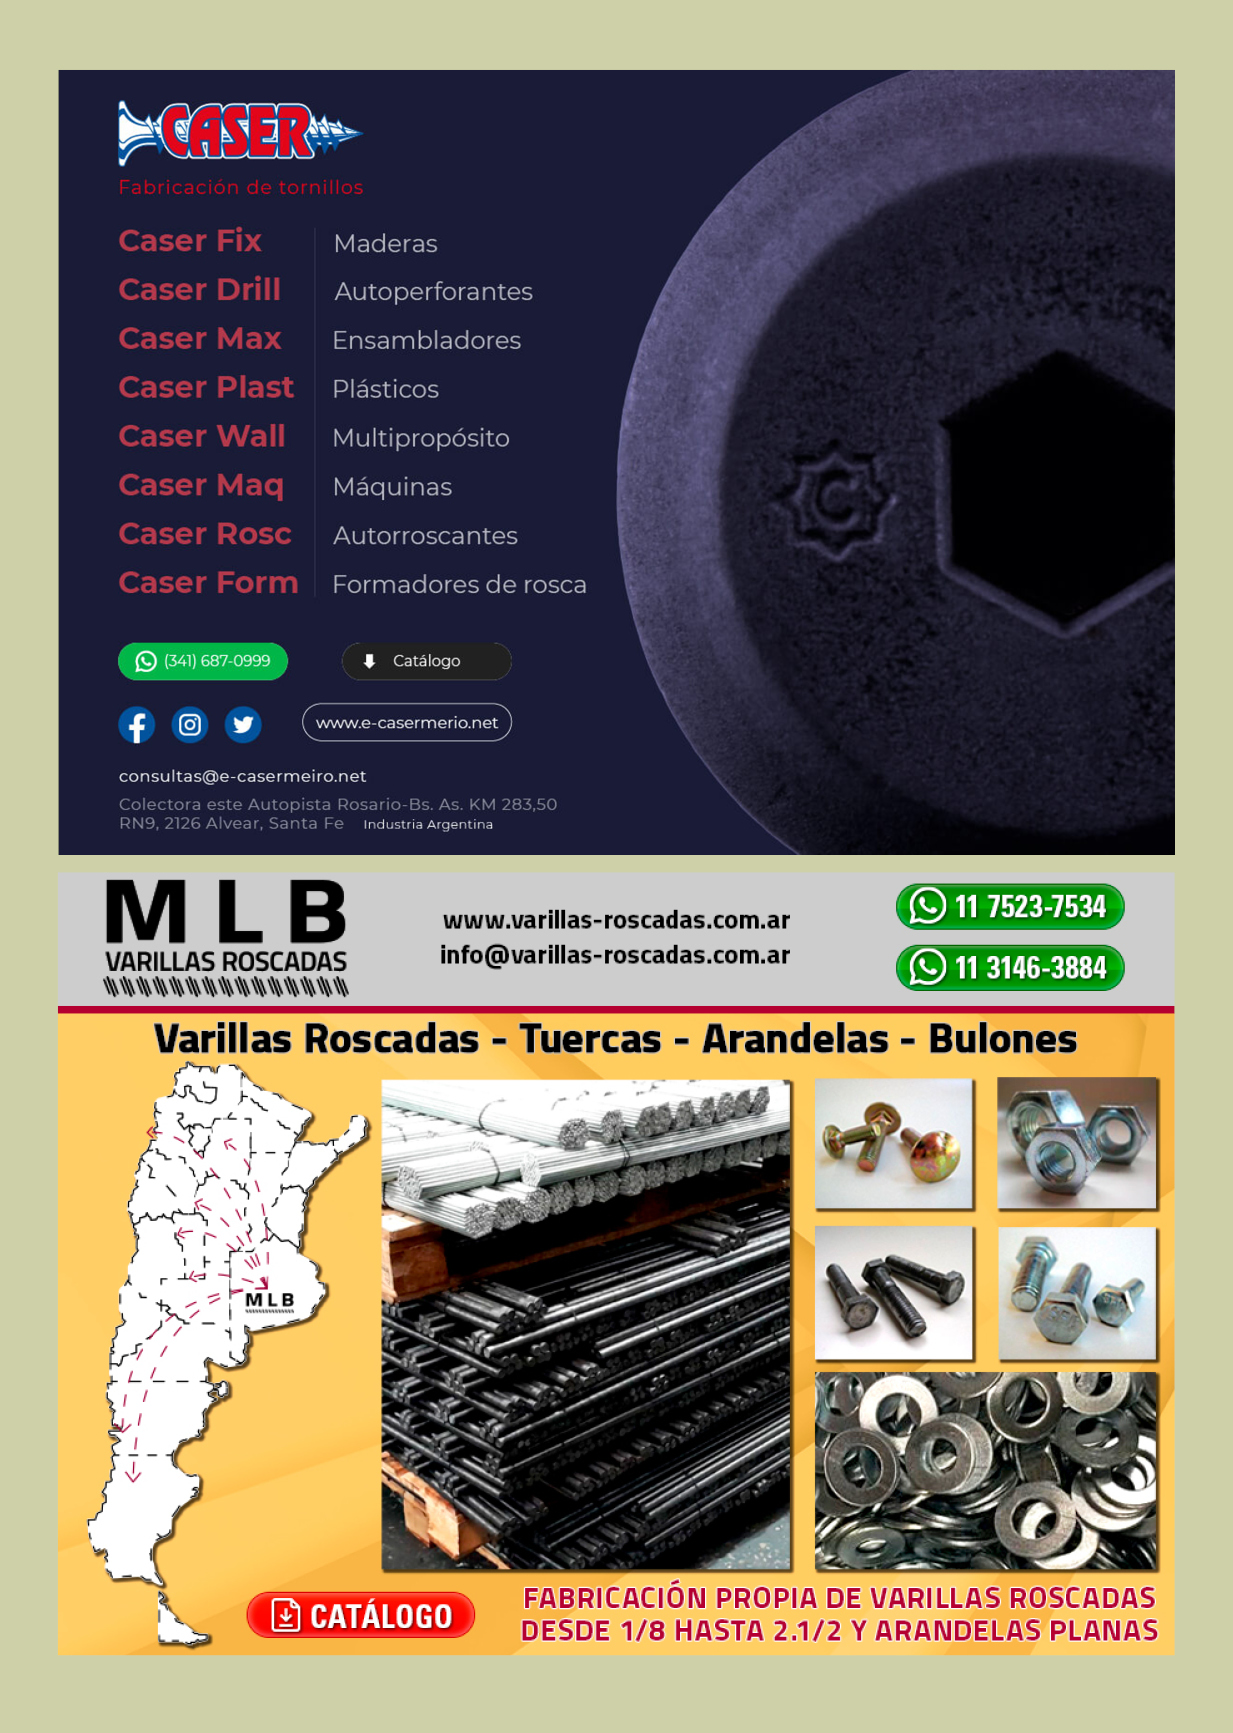 CASER
Fabricación de tornillos
Caser Fix Maderas
Caser Drill Autoperforantes
Caser Max Ensambladores
Caser Plast Plásticos
Caser Wall Multipropósito
Caser Maq Máquinas
Caser Rosc Autorroscantes
Caser Form Formadores de rosca
C
(341) 687-0999 Catálogo
www.e-casermerio.net
consultas@e-casermeiro.net
Colectora este Autopista Rosario-Bs. As. KM 283,50
RN9, 2126 Alvear, Santa Fe Industria Argentina
MLB
VARILLAS ROSCADAS
www.varillas-roscadas.com.ar
info@varillas-roscadas.com.ar
11 7523-7534
11 3146-3884
Varillas Roscadas - Tuercas - Arandelas - Bulones
MLB
CATÁLOGO
FABRICACIÓN PROPIA DE VARILLAS ROSCADAS
DESDE 1/8 HASTA 2.1/2 Y ARANDELAS PLANAS